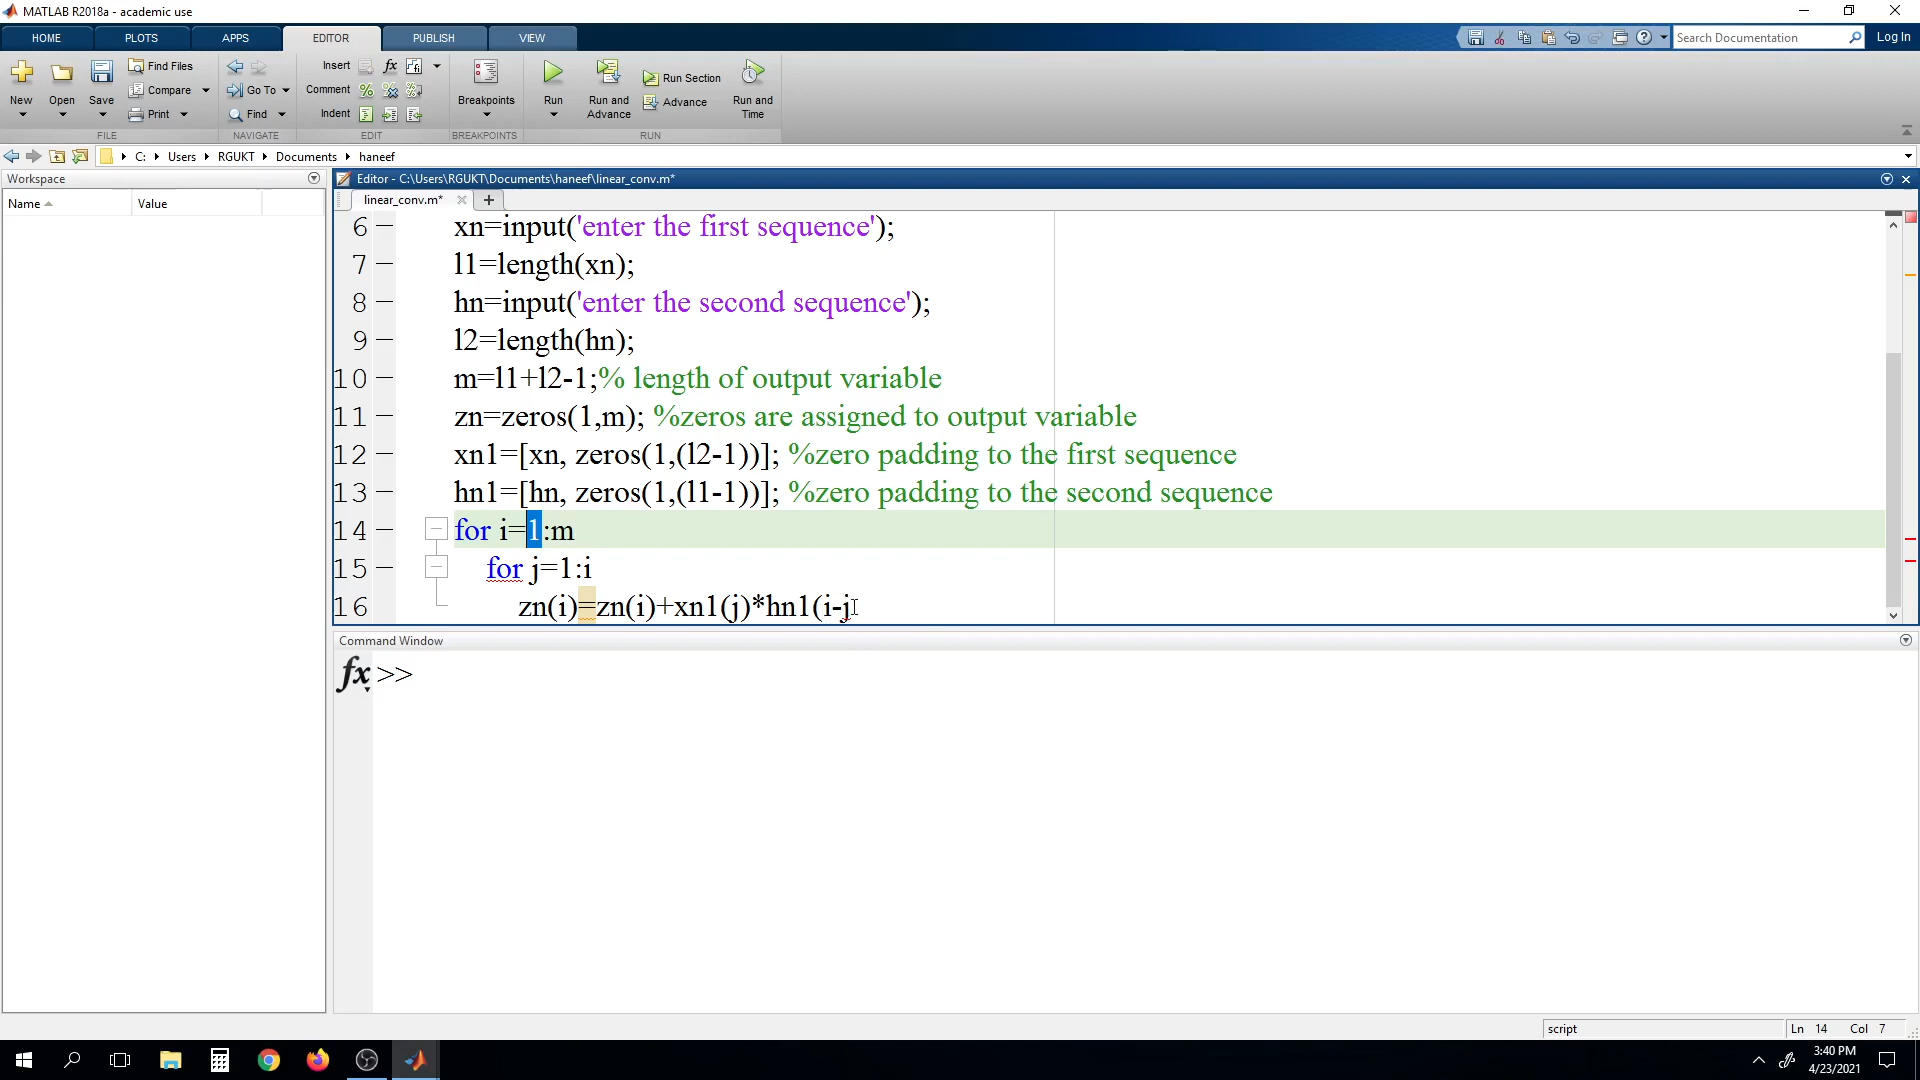 MATLAB R2018a - academic use
HOME PLOTS APPS EDITOR PUBLISH VIEW
Search Documentation Log In
New Open Save Find Files Compare Print
FILE
Go To Find
NAVIGATE
Insert fx
Comment
Indent
EDIT
Breakpoints
BREAKPOINTS
Run Run and Advance Run Section Advance Run and Time
RUN
C: Users RGUKT Documents haneef
Workspace
Name Value
Editor - C:\Users\RGUKT\Documents\haneef\linear_conv.m*
linear_conv.m*
6 xn=input('enter the first sequence');
7 l1=length(xn);
8 hn=input('enter the second sequence');
9 l2=length(hn);
10 m=l1+l2-1;% length of output variable
11 zn=zeros(1,m); %zeros are assigned to output variable
12 xn1=[xn, zeros(1,(l2-1))]; %zero padding to the first sequence
13 hn1=[hn, zeros(1,(l1-1))]; %zero padding to the second sequence
14 for i=1:m
15 for j=1:i
16 zn(i)=zn(i)+xn1(j)*hn1(i-j
Command Window
fx >>
script Ln 14 Col 7
3:40 PM
4/23/2021